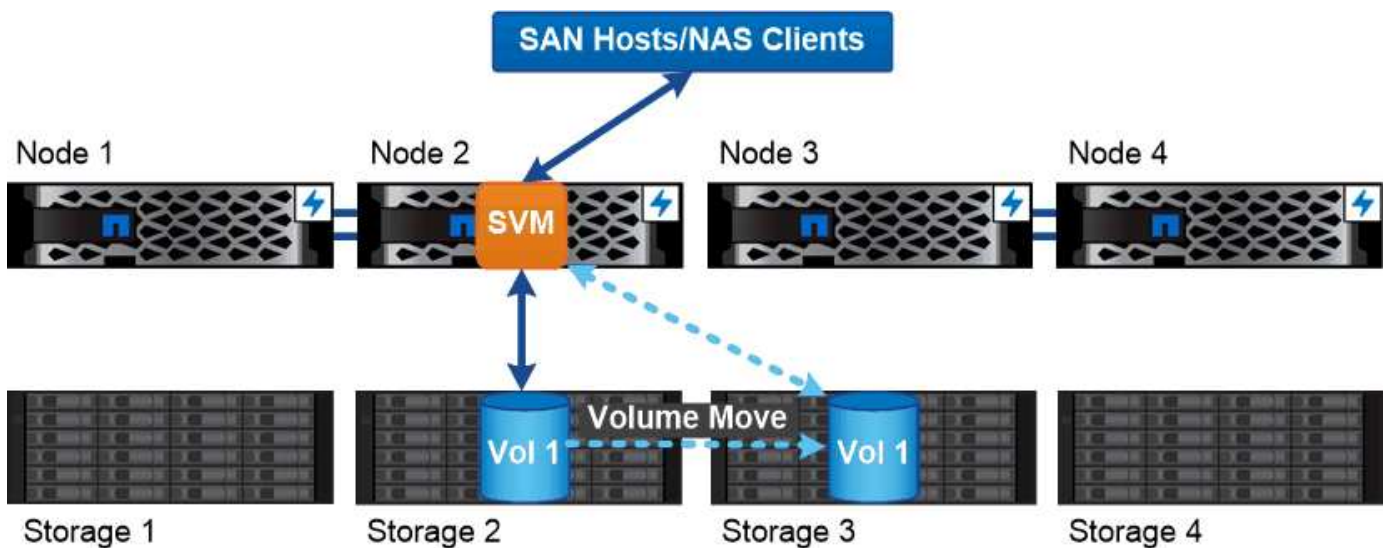 SAN Hosts/NAS Clients
Node 1
Node 2
Node 3
Node 4
SVM
Volume Move
Vol 1
Vol 1
Storage 1
Storage 2
Storage 3
Storage 4